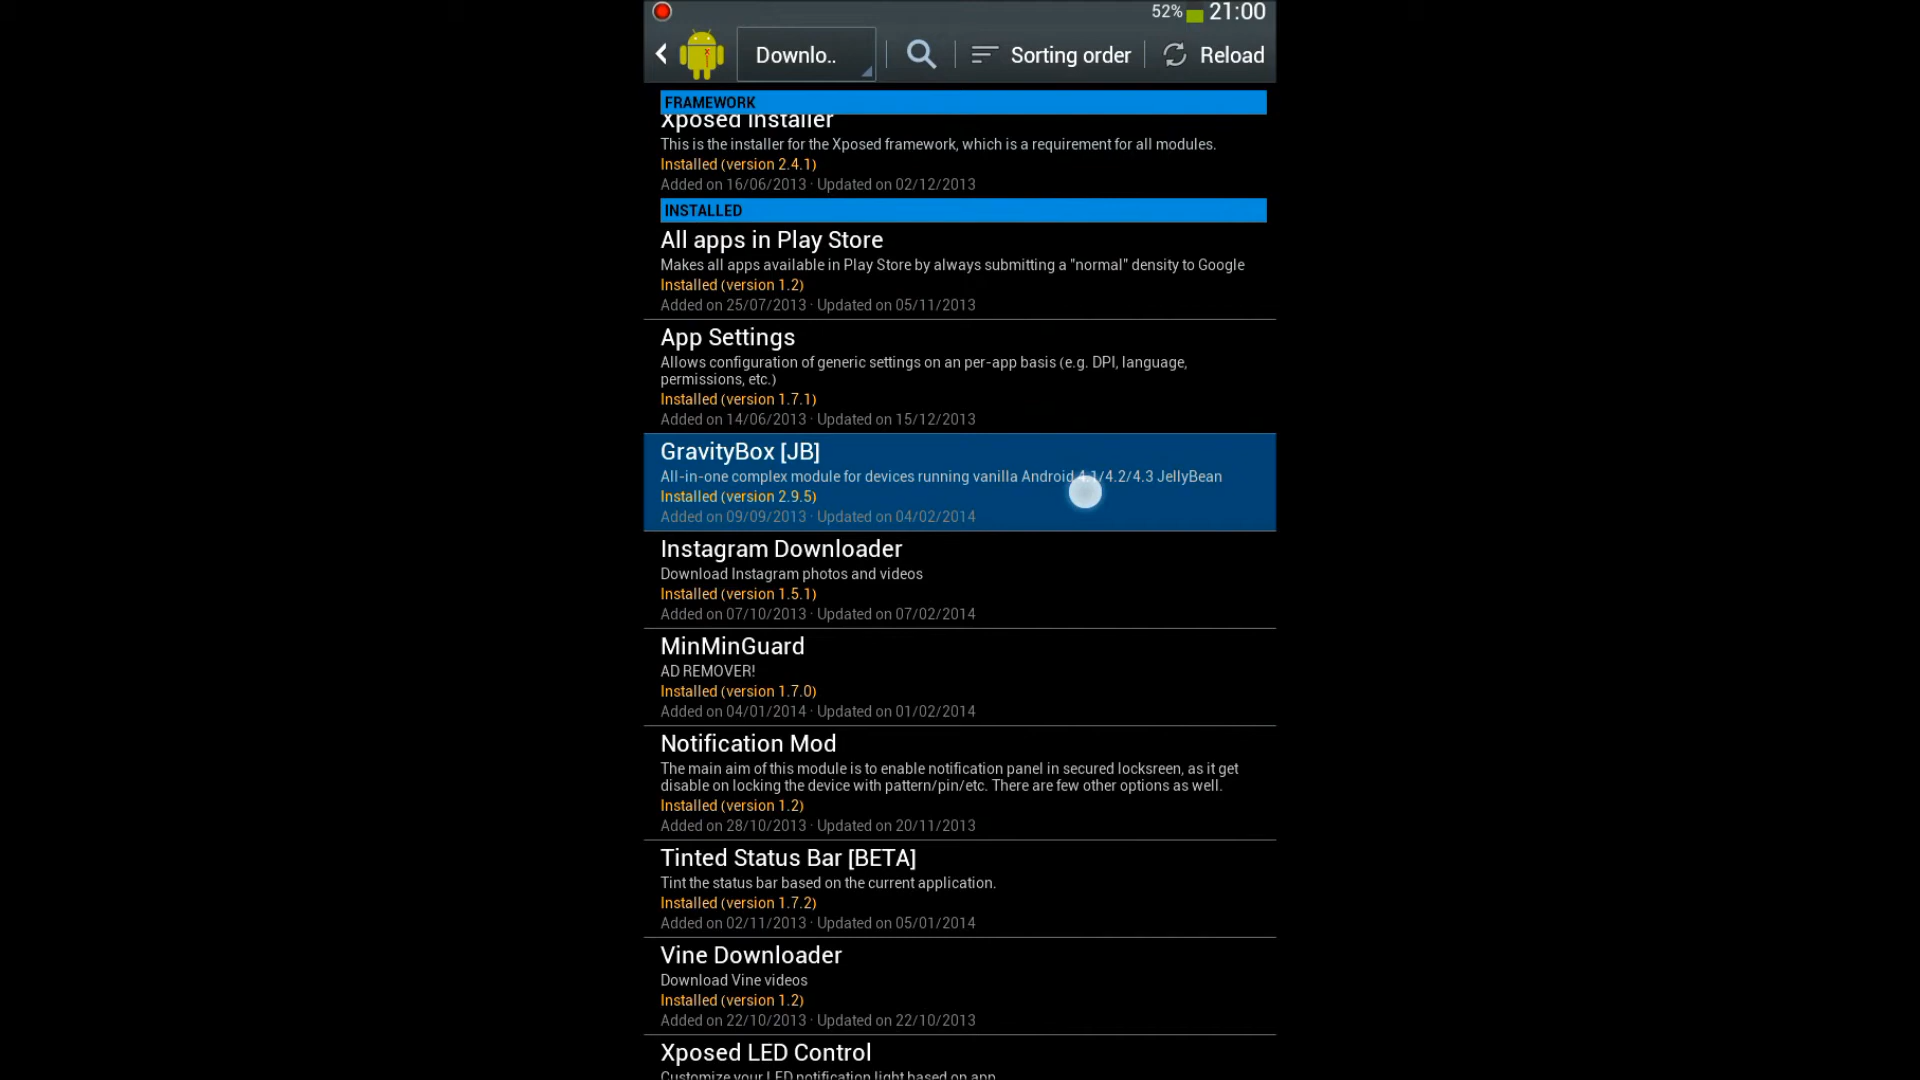 52% 21:00
Downlo.. Sorting order Reload
FRAMEWORK
Xposed Installer
This is the installer for the Xposed framework, which is a requirement for all modules.
Installed (version 2.4.1)
Added on 16/06/2013 · Updated on 02/12/2013
INSTALLED
All apps in Play Store
Makes all apps available in Play Store by always submitting a "normal" density to Google
Installed (version 1.2)
Added on 25/07/2013 · Updated on 05/11/2013
App Settings
Allows configuration of generic settings on an per-app basis (e.g. DPI, language,
permissions, etc.)
Installed (version 1.7.1)
Added on 14/06/2013 · Updated on 15/12/2013
GravityBox [JB]
All-in-one complex module for devices running vanilla Android 4.1/4.2/4.3 JellyBean
Installed (version 2.9.5)
Added on 09/09/2013 · Updated on 04/02/2014
Instagram Downloader
Download Instagram photos and videos
Installed (version 1.5.1)
Added on 07/10/2013 · Updated on 07/02/2014
MinMinGuard
AD REMOVER!
Installed (version 1.7.0)
Added on 04/01/2014 · Updated on 01/02/2014
Notification Mod
The main aim of this module is to enable notification panel in secured locksreen, as it get
disable on locking the device with pattern/pin/etc. There are few other options as well.
Installed (version 1.2)
Added on 28/10/2013 · Updated on 20/11/2013
Tinted Status Bar [BETA]
Tint the status bar based on the current application.
Installed (version 1.7.2)
Added on 02/11/2013 · Updated on 05/01/2014
Vine Downloader
Download Vine videos
Installed (version 1.2)
Added on 22/10/2013 · Updated on 22/10/2013
Xposed LED Control
Customize your LED notification light based on app